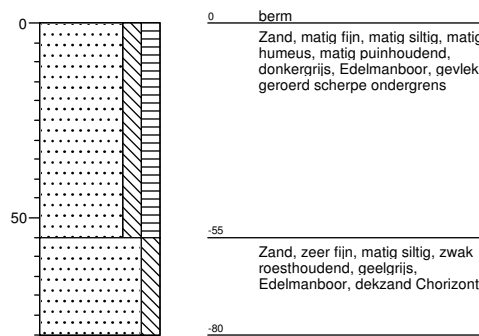 0
0 berm
Zand, matig fijn, matig siltig, matig
humeus, matig puinhoudend,
donkergrijs, Edelmanboor, gevlek
geroerd scherpe ondergrens
50
-55
Zand, zeer fijn, matig siltig, zwak
roesthoudend, geelgrijs,
Edelmanboor, dekzand Chorizont
-80